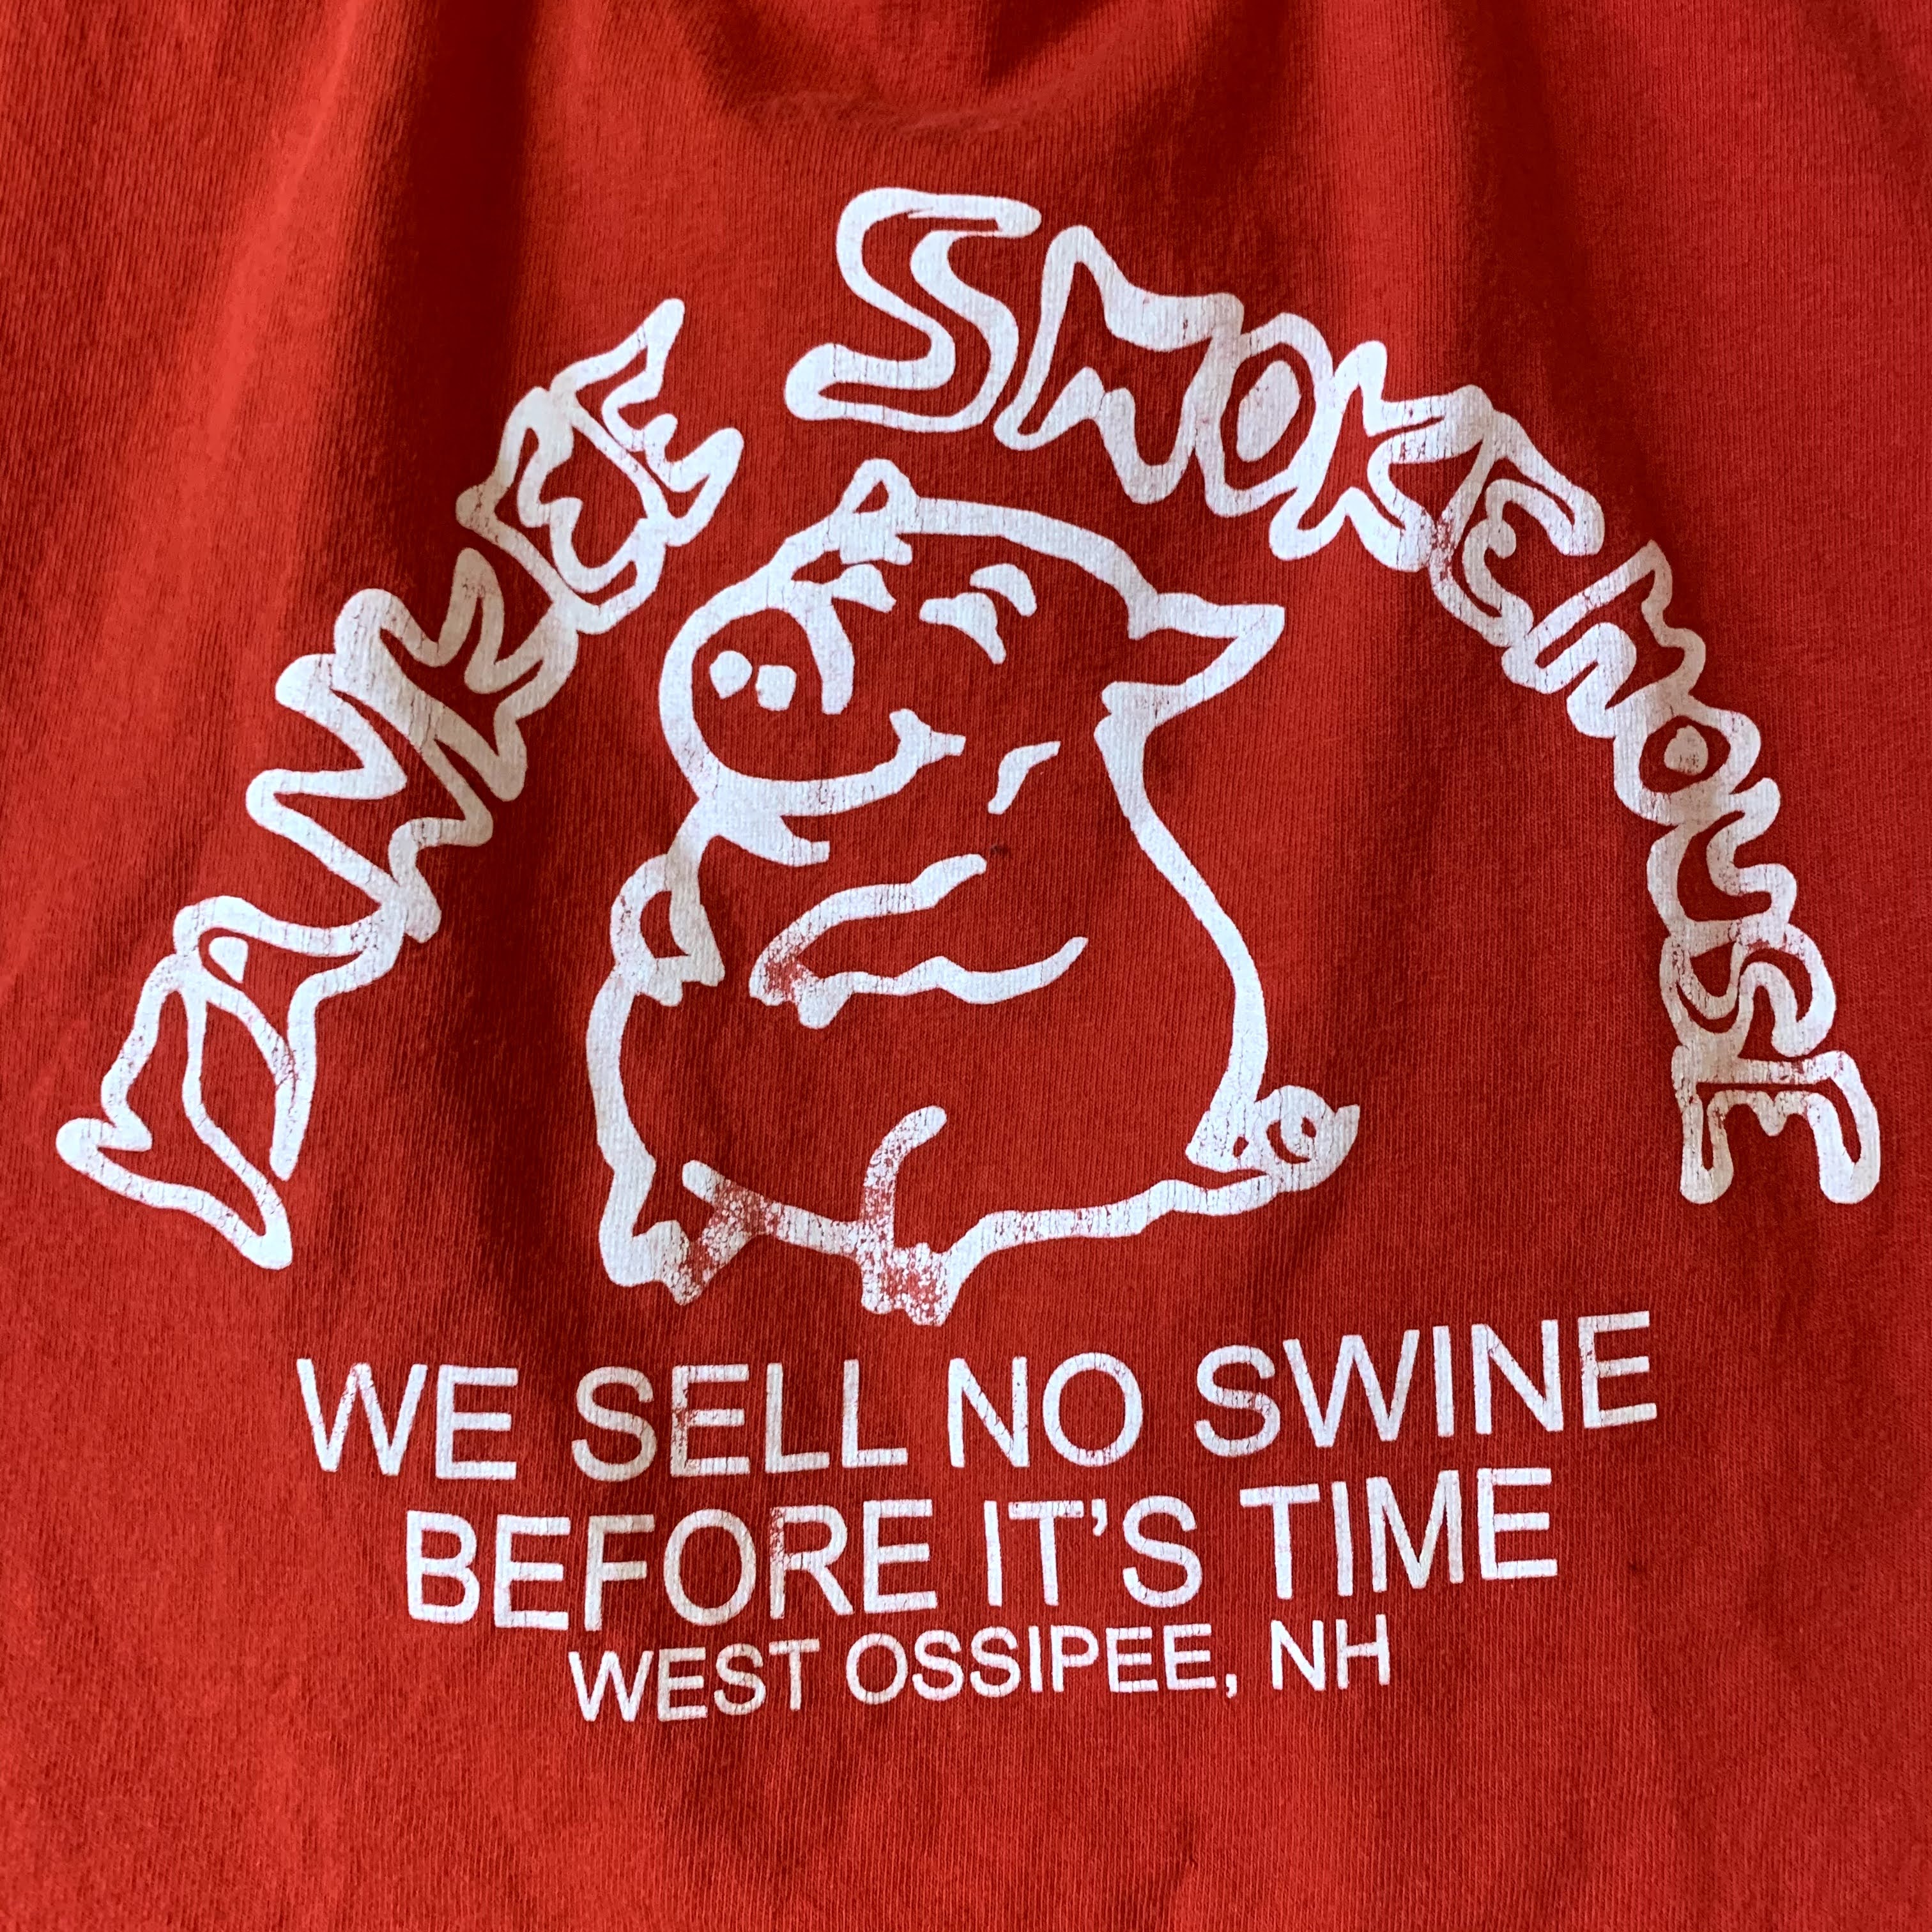 YANKEE SMOKEHOUSE
WE SELL NO SWINE
BEFORE IT'S TIME
WEST OSSIPEE, NH